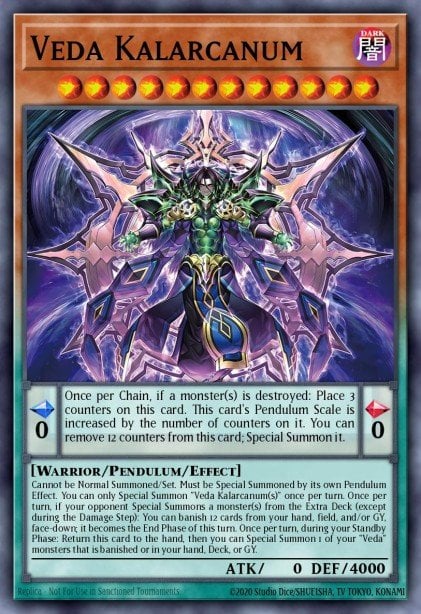 Veda Kalarcanum
DARK
闇
Once per Chain, if a monster(s) is destroyed: Place 3
counters on this card. This card's Pendulum Scale is
increased by the number of counters on it. You can
remove 12 counters from this card; Special Summon it.
0
0
[Warrior/Pendulum/Effect]
Cannot be Normal Summoned/Set. Must be Special Summoned by its own Pendulum
Effect. You can only Special Summon "Veda Kalarcanum(s)" once per turn. Once per
turn, if your opponent Special Summons a monster(s) from the Extra Deck (except
during the Damage Step): You can banish 12 cards from your hand, field, and/or GY,
face-down; it becomes the End Phase of this turn. Once per turn, during your Standby
Phase: Return this card to the hand, then you can Special Summon 1 of your "Veda"
monsters that is banished or in your hand, Deck, or GY.
ATK/ 0 DEF/4000
Replica - Not For Use in Sanctioned Tournaments
©2020 Studio Dice/SHUEISHA, TV TOKYO, KONAMI